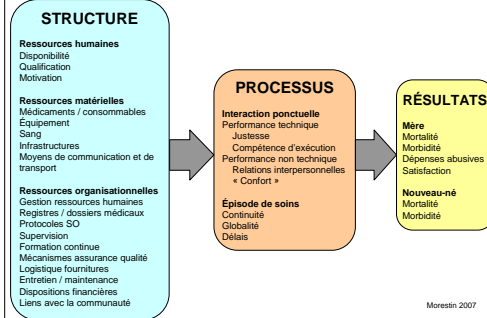 STRUCTURE
Ressources humaines
Disponibilité
Qualification
Motivation
Ressources matérielles
Médicaments / consommables
Équipement
Sang
Infrastructures
Moyens de communication et de
transport
Ressources organisationnelles
Gestion ressources humaines
Registres / dossiers médicaux
Protocoles SO
Supervision
Formation continue
Mécanismes assurance qualité
Logistique fournitures
Entretien / maintenance
Dispositions financières
Liens avec la communauté
PROCESSUS
Interaction ponctuelle
Performance technique
Justesse
Compétence d'exécution
Performance non technique
Relations interpersonnelles
« Confort »
Épisode de soins
Continuité
Globalité
Délais
RÉSULTATS
Mère
Mortalité
Morbidité
Dépenses abusives
Satisfaction
Nouveau-né
Mortalité
Morbidité
Morestin 2007